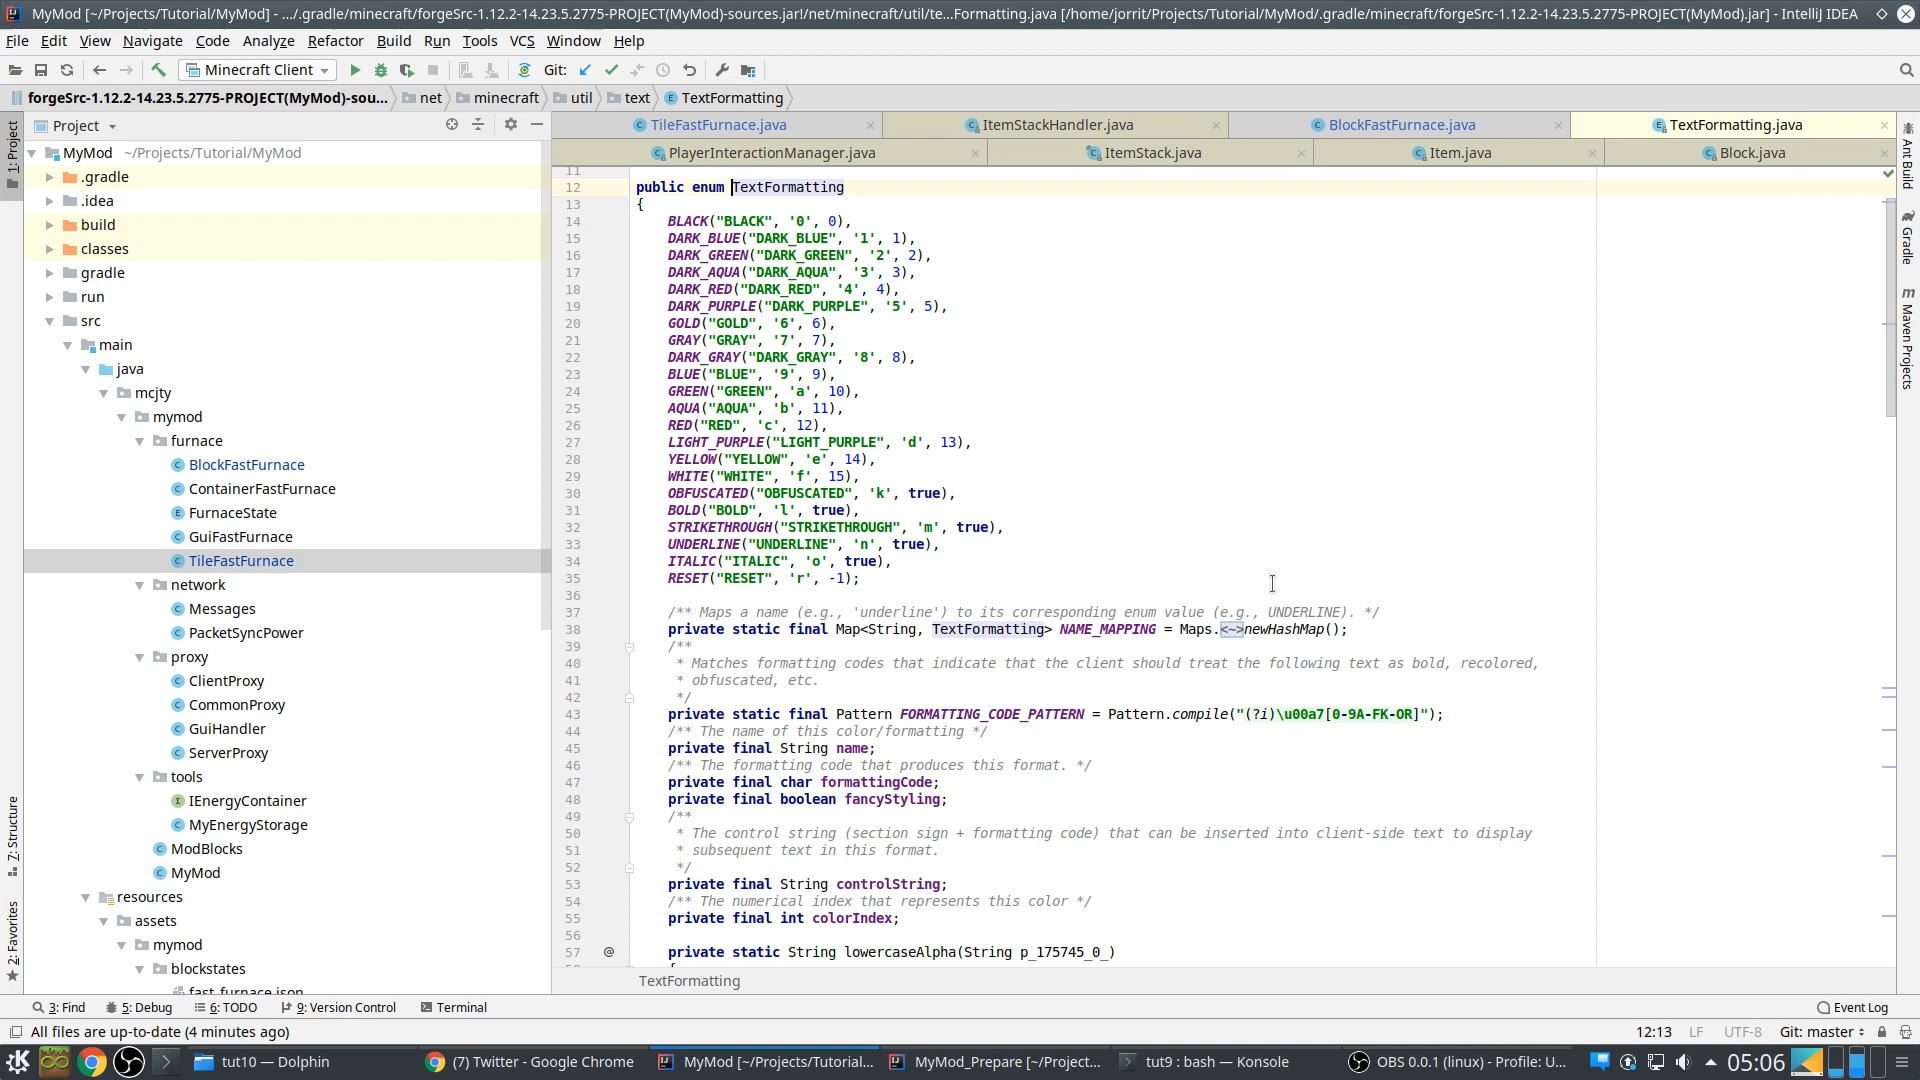 MyMod [~/Projects/Tutorial/MyMod] - .../.gradle/minecraft/forgeSrc-1.12.2-14.23.5.2775-PROJECT(MyMod)-sources.jar!/net/minecraft/util/te...Formatting.java [/home/jorrit/Projects/Tutorial/MyMod/.gradle/minecraft/forgeSrc-1.12.2-14.23.5.2775-PROJECT(MyMod).jar] - IntelliJ IDEA
File Edit View Navigate Code Analyze Refactor Build Run Tools VCS Window Help
Minecraft Client Git:
forgeSrc-1.12.2-14.23.5.2775-PROJECT(MyMod)-sou... net minecraft util text TextFormatting
1: Project
7: Structure
2: Favorites
Project
MyMod ~/Projects/Tutorial/MyMod
.gradle
.idea
build
classes
gradle
run
src
main
java
mcjty
mymod
furnace
BlockFastFurnace
ContainerFastFurnace
FurnaceState
GuiFastFurnace
TileFastFurnace
network
Messages
PacketSyncPower
proxy
ClientProxy
CommonProxy
GuiHandler
ServerProxy
tools
IEnergyContainer
MyEnergyStorage
ModBlocks
MyMod
resources
assets
mymod
blockstates
fast_furnace.json
TileFastFurnace.java ItemStackHandler.java BlockFastFurnace.java TextFormatting.java
PlayerInteractionManager.java ItemStack.java Item.java Block.java
11
12 public enum TextFormatting
13 {
14 BLACK("BLACK", '0', 0),
15 DARK_BLUE("DARK_BLUE", '1', 1),
16 DARK_GREEN("DARK_GREEN", '2', 2),
17 DARK_AQUA("DARK_AQUA", '3', 3),
18 DARK_RED("DARK_RED", '4', 4),
19 DARK_PURPLE("DARK_PURPLE", '5', 5),
20 GOLD("GOLD", '6', 6),
21 GRAY("GRAY", '7', 7),
22 DARK_GRAY("DARK_GRAY", '8', 8),
23 BLUE("BLUE", '9', 9),
24 GREEN("GREEN", 'a', 10),
25 AQUA("AQUA", 'b', 11),
26 RED("RED", 'c', 12),
27 LIGHT_PURPLE("LIGHT_PURPLE", 'd', 13),
28 YELLOW("YELLOW", 'e', 14),
29 WHITE("WHITE", 'f', 15),
30 OBFUSCATED("OBFUSCATED", 'k', true),
31 BOLD("BOLD", 'l', true),
32 STRIKETHROUGH("STRIKETHROUGH", 'm', true),
33 UNDERLINE("UNDERLINE", 'n', true),
34 ITALIC("ITALIC", 'o', true),
35 RESET("RESET", 'r', -1);
36
37 /** Maps a name (e.g., 'underline') to its corresponding enum value (e.g., UNDERLINE). */
38 private static final Map<String, TextFormatting> NAME_MAPPING = Maps.<~>newHashMap();
39 /**
40 * Matches formatting codes that indicate that the client should treat the following text as bold, recolored,
41 * obfuscated, etc.
42 */
43 private static final Pattern FORMATTING_CODE_PATTERN = Pattern.compile("(?i)\u00a7[0-9A-FK-OR]");
44 /** The name of this color/formatting */
45 private final String name;
46 /** The formatting code that produces this format. */
47 private final char formattingCode;
48 private final boolean fancyStyling;
49 /**
50 * The control string (section sign + formatting code) that can be inserted into client-side text to display
51 * subsequent text in this format.
52 */
53 private final String controlString;
54 /** The numerical index that represents this color */
55 private final int colorIndex;
56
57 @ private static String lowercaseAlpha(String p_175745_0_)
TextFormatting
Ant Build
Gradle
Maven Projects
3: Find 5: Debug 6: TODO 9: Version Control Terminal Event Log
All files are up-to-date (4 minutes ago) 12:13 LF UTF-8 Git: master
tut10 — Dolphin (7) Twitter - Google Chrome MyMod [~/Projects/Tutorial... MyMod_Prepare [~/Project... tut9 : bash — Konsole OBS 0.0.1 (linux) - Profile: U... 05:06